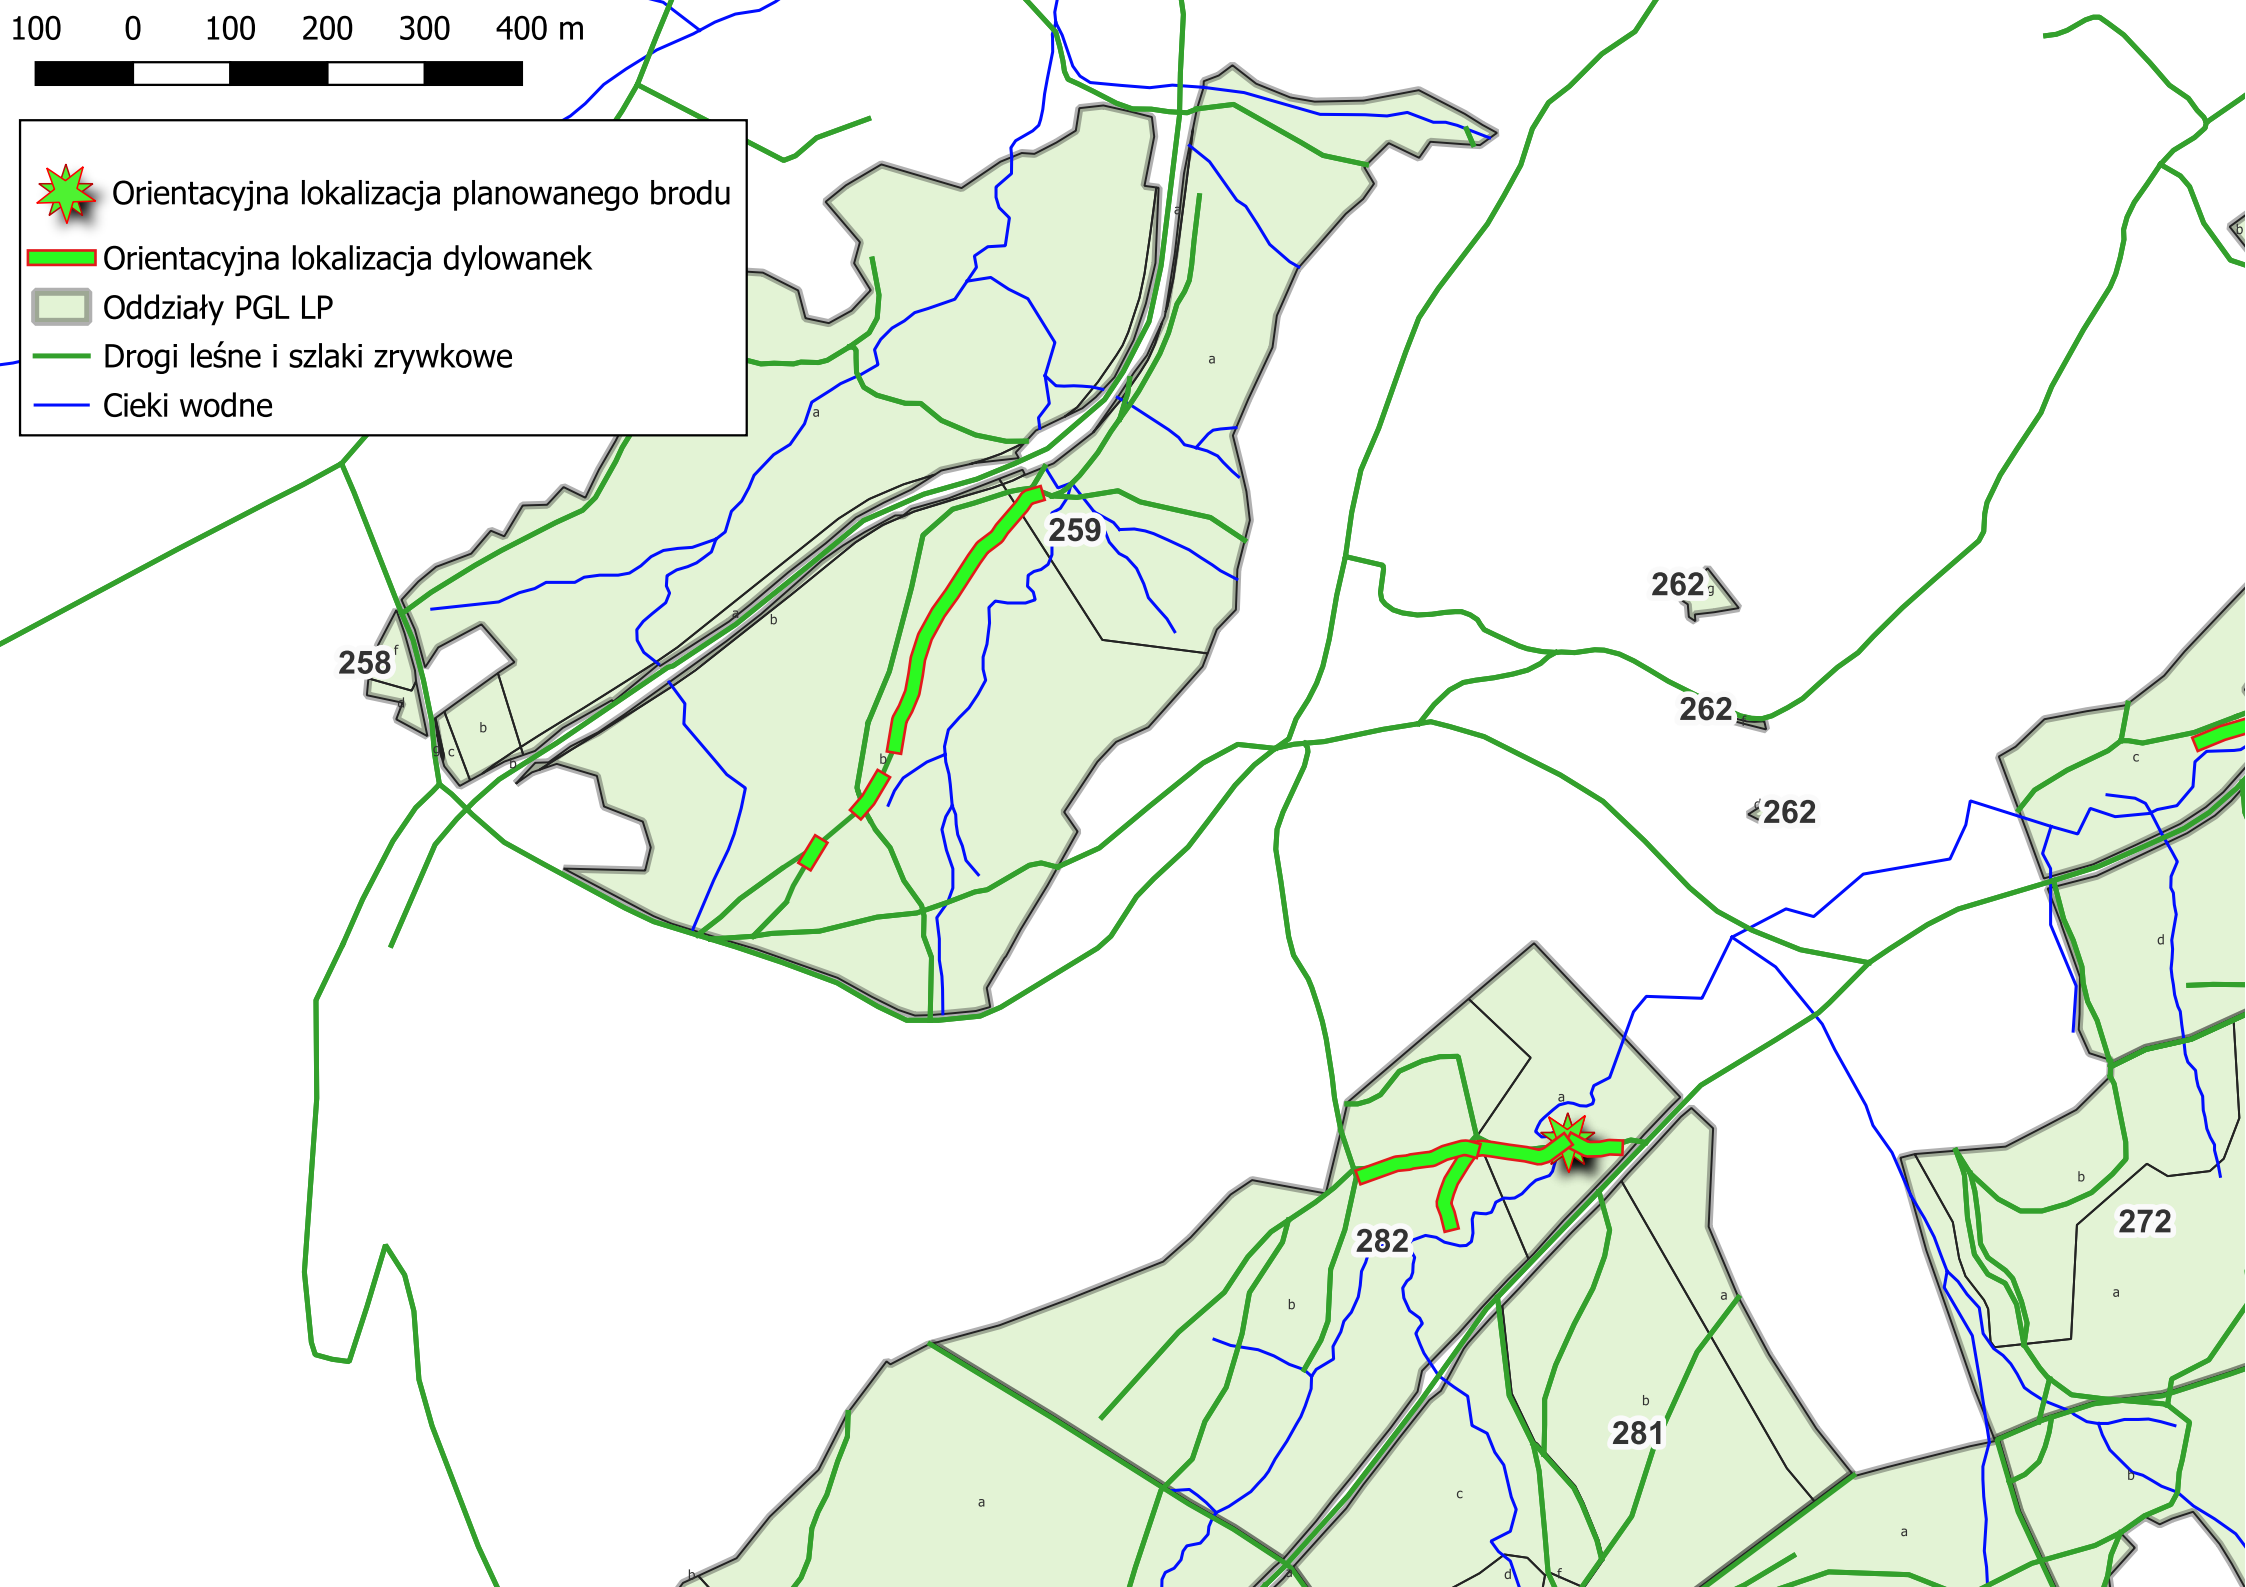 100 0 100 200 300 400 m
Orientacyjna lokalizacja planowanego brodu
Orientacyjna lokalizacja dylowanek
Oddziały PGL LP
Drogi leśne i szlaki zrywkowe
Cieki wodne
a
b
a
a
259
262
g
a
b
258
f
d
262
b
g
c
b
b
c
262
d
a
b
272
282
b
a
a
b
281
c
a
b
a
b
d
f
a